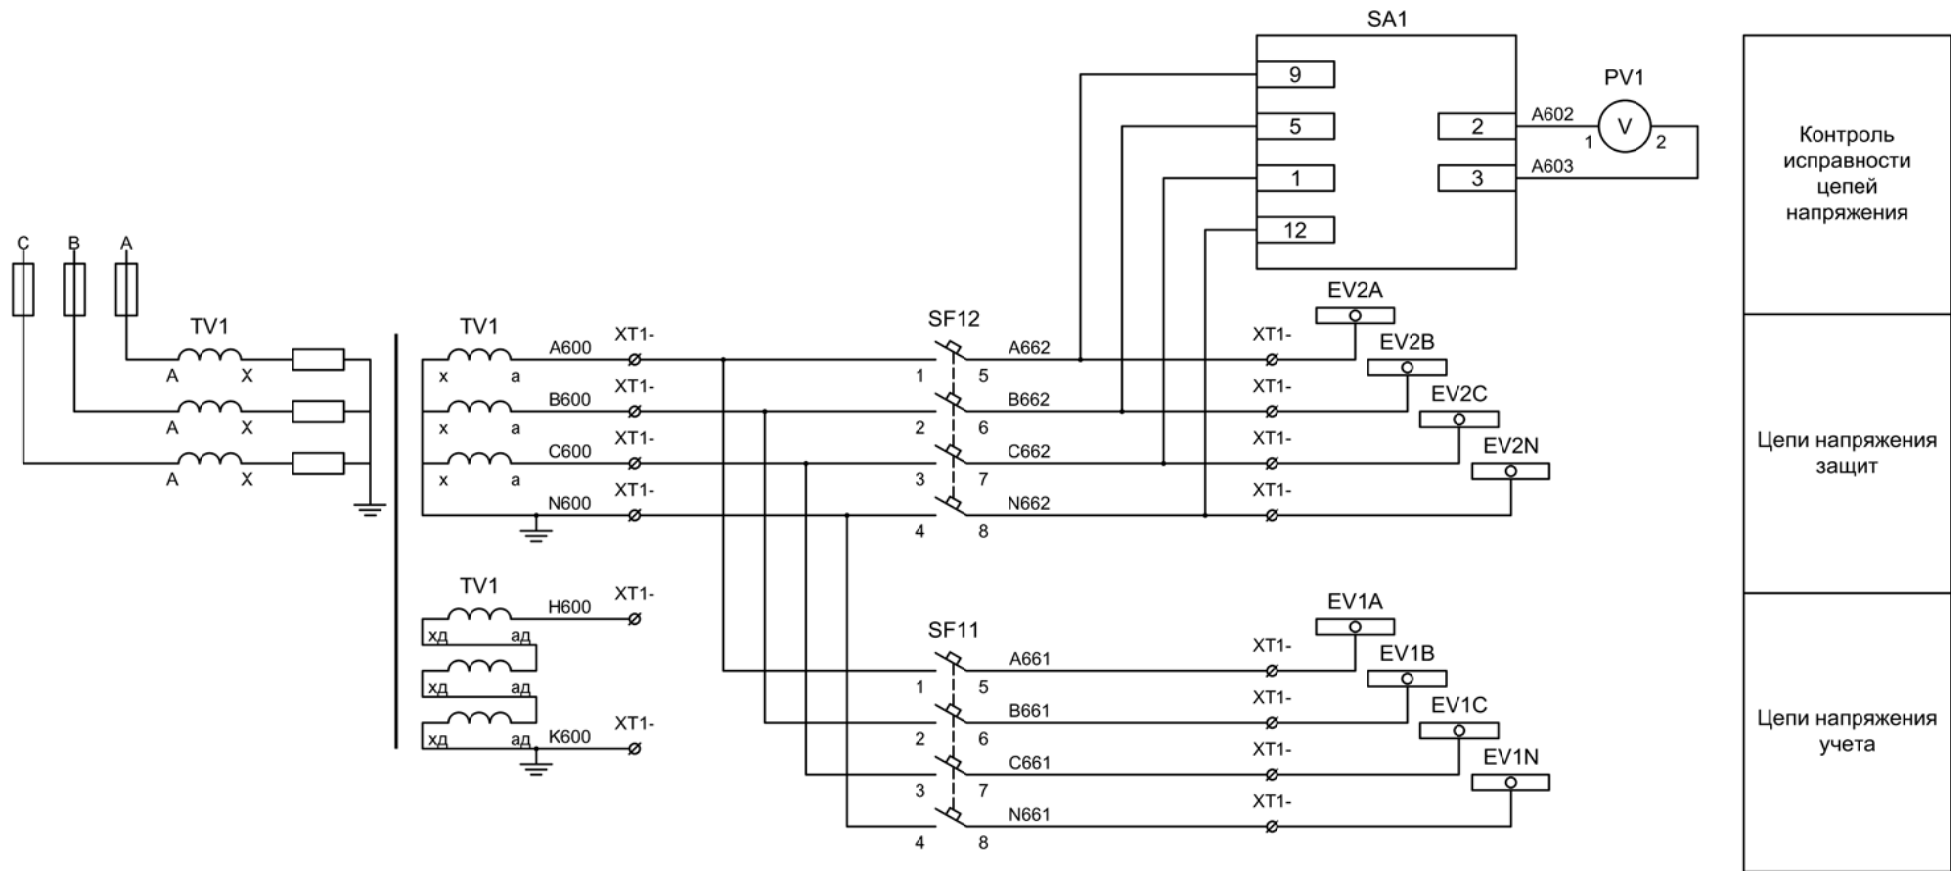 SA1
9
PV1
5
2
A602
V
1
2
1
3
A603
12
Контроль
исправности
цепей
напряжения
C
B
A
TV1
A
X
A
X
A
X
TV1
x
a
A600
XT1-
x
a
B600
XT1-
x
a
C600
XT1-
N600
XT1-
SF12
1
5
A662
2
6
B662
3
7
C662
4
8
N662
XT1-
EV2A
XT1-
EV2B
XT1-
EV2C
XT1-
EV2N
Цепи напряжения
защит
TV1
H600
XT1-
хд
ад
хд
ад
хд
ад
K600
XT1-
SF11
1
5
A661
2
6
B661
3
7
C661
4
8
N661
XT1-
EV1A
XT1-
EV1B
XT1-
EV1C
XT1-
EV1N
Цепи напряжения
учета